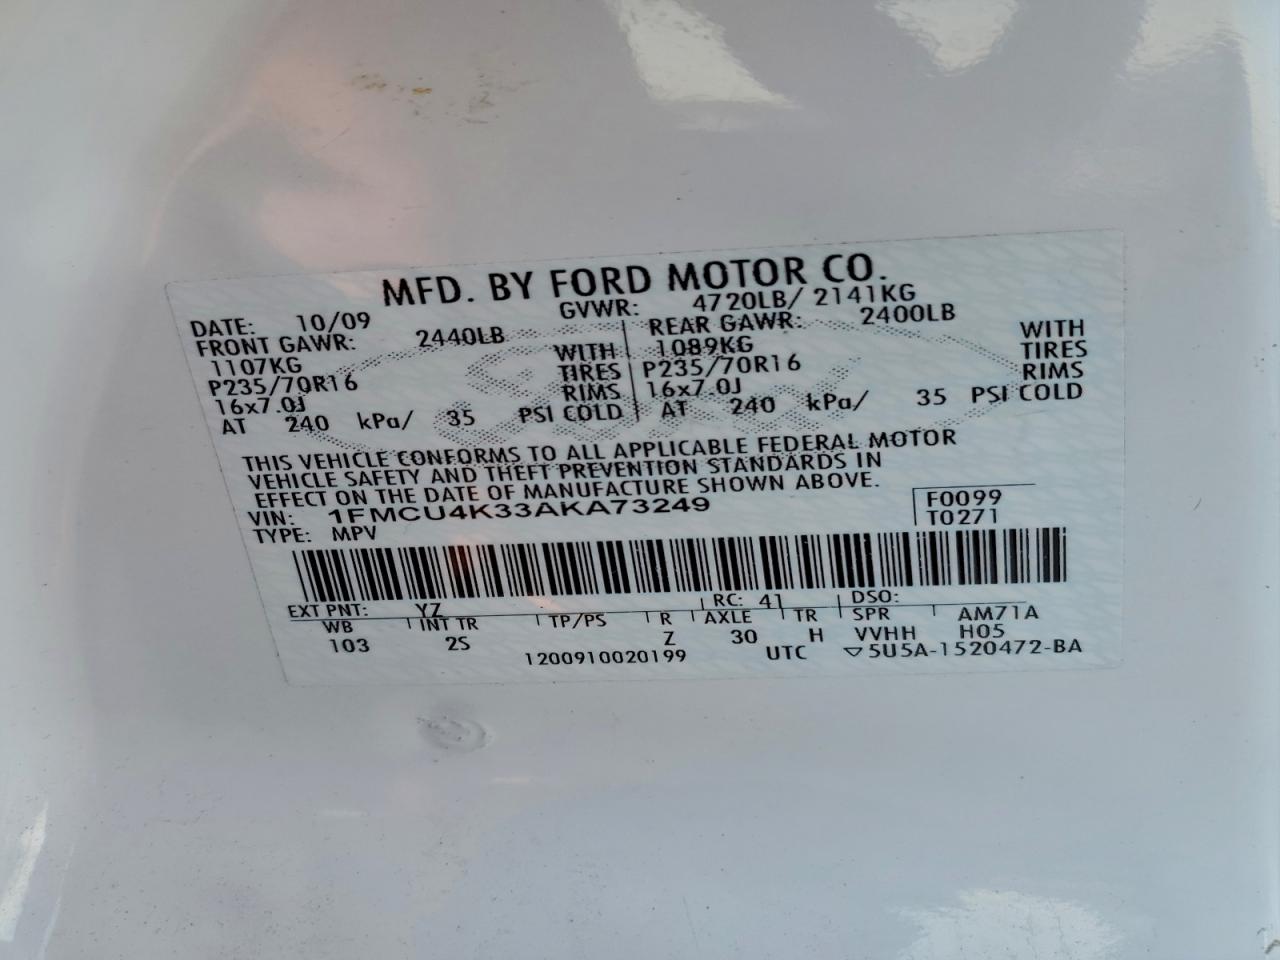 MFD. BY FORD MOTOR CO.
DATE: 10/09 GVWR: 4720LB/ 2141KG
FRONT GAWR: 2440LB REAR GAWR: 2400LB
1107KG WITH 1089KG WITH
P235/70R16 TIRES P235/70R16 TIRES
16x7.0J RIMS 16x7.0J RIMS
AT 240 kPa/ 35 PSI COLD AT 240 kPa/ 35 PSI COLD
THIS VEHICLE CONFORMS TO ALL APPLICABLE FEDERAL MOTOR
VEHICLE SAFETY AND THEFT PREVENTION STANDARDS IN
EFFECT ON THE DATE OF MANUFACTURE SHOWN ABOVE.
VIN: 1FMCU4K33AKA73249 F0099
TYPE: MPV T0271
EXT PNT: YZ RC: 41 DSO:
WB INT TR TP/PS R AXLE TR SPR AM71A
103 2S Z 30 H VVHH H05
1200910020199 UTC ▽5U5A-1520472-BA